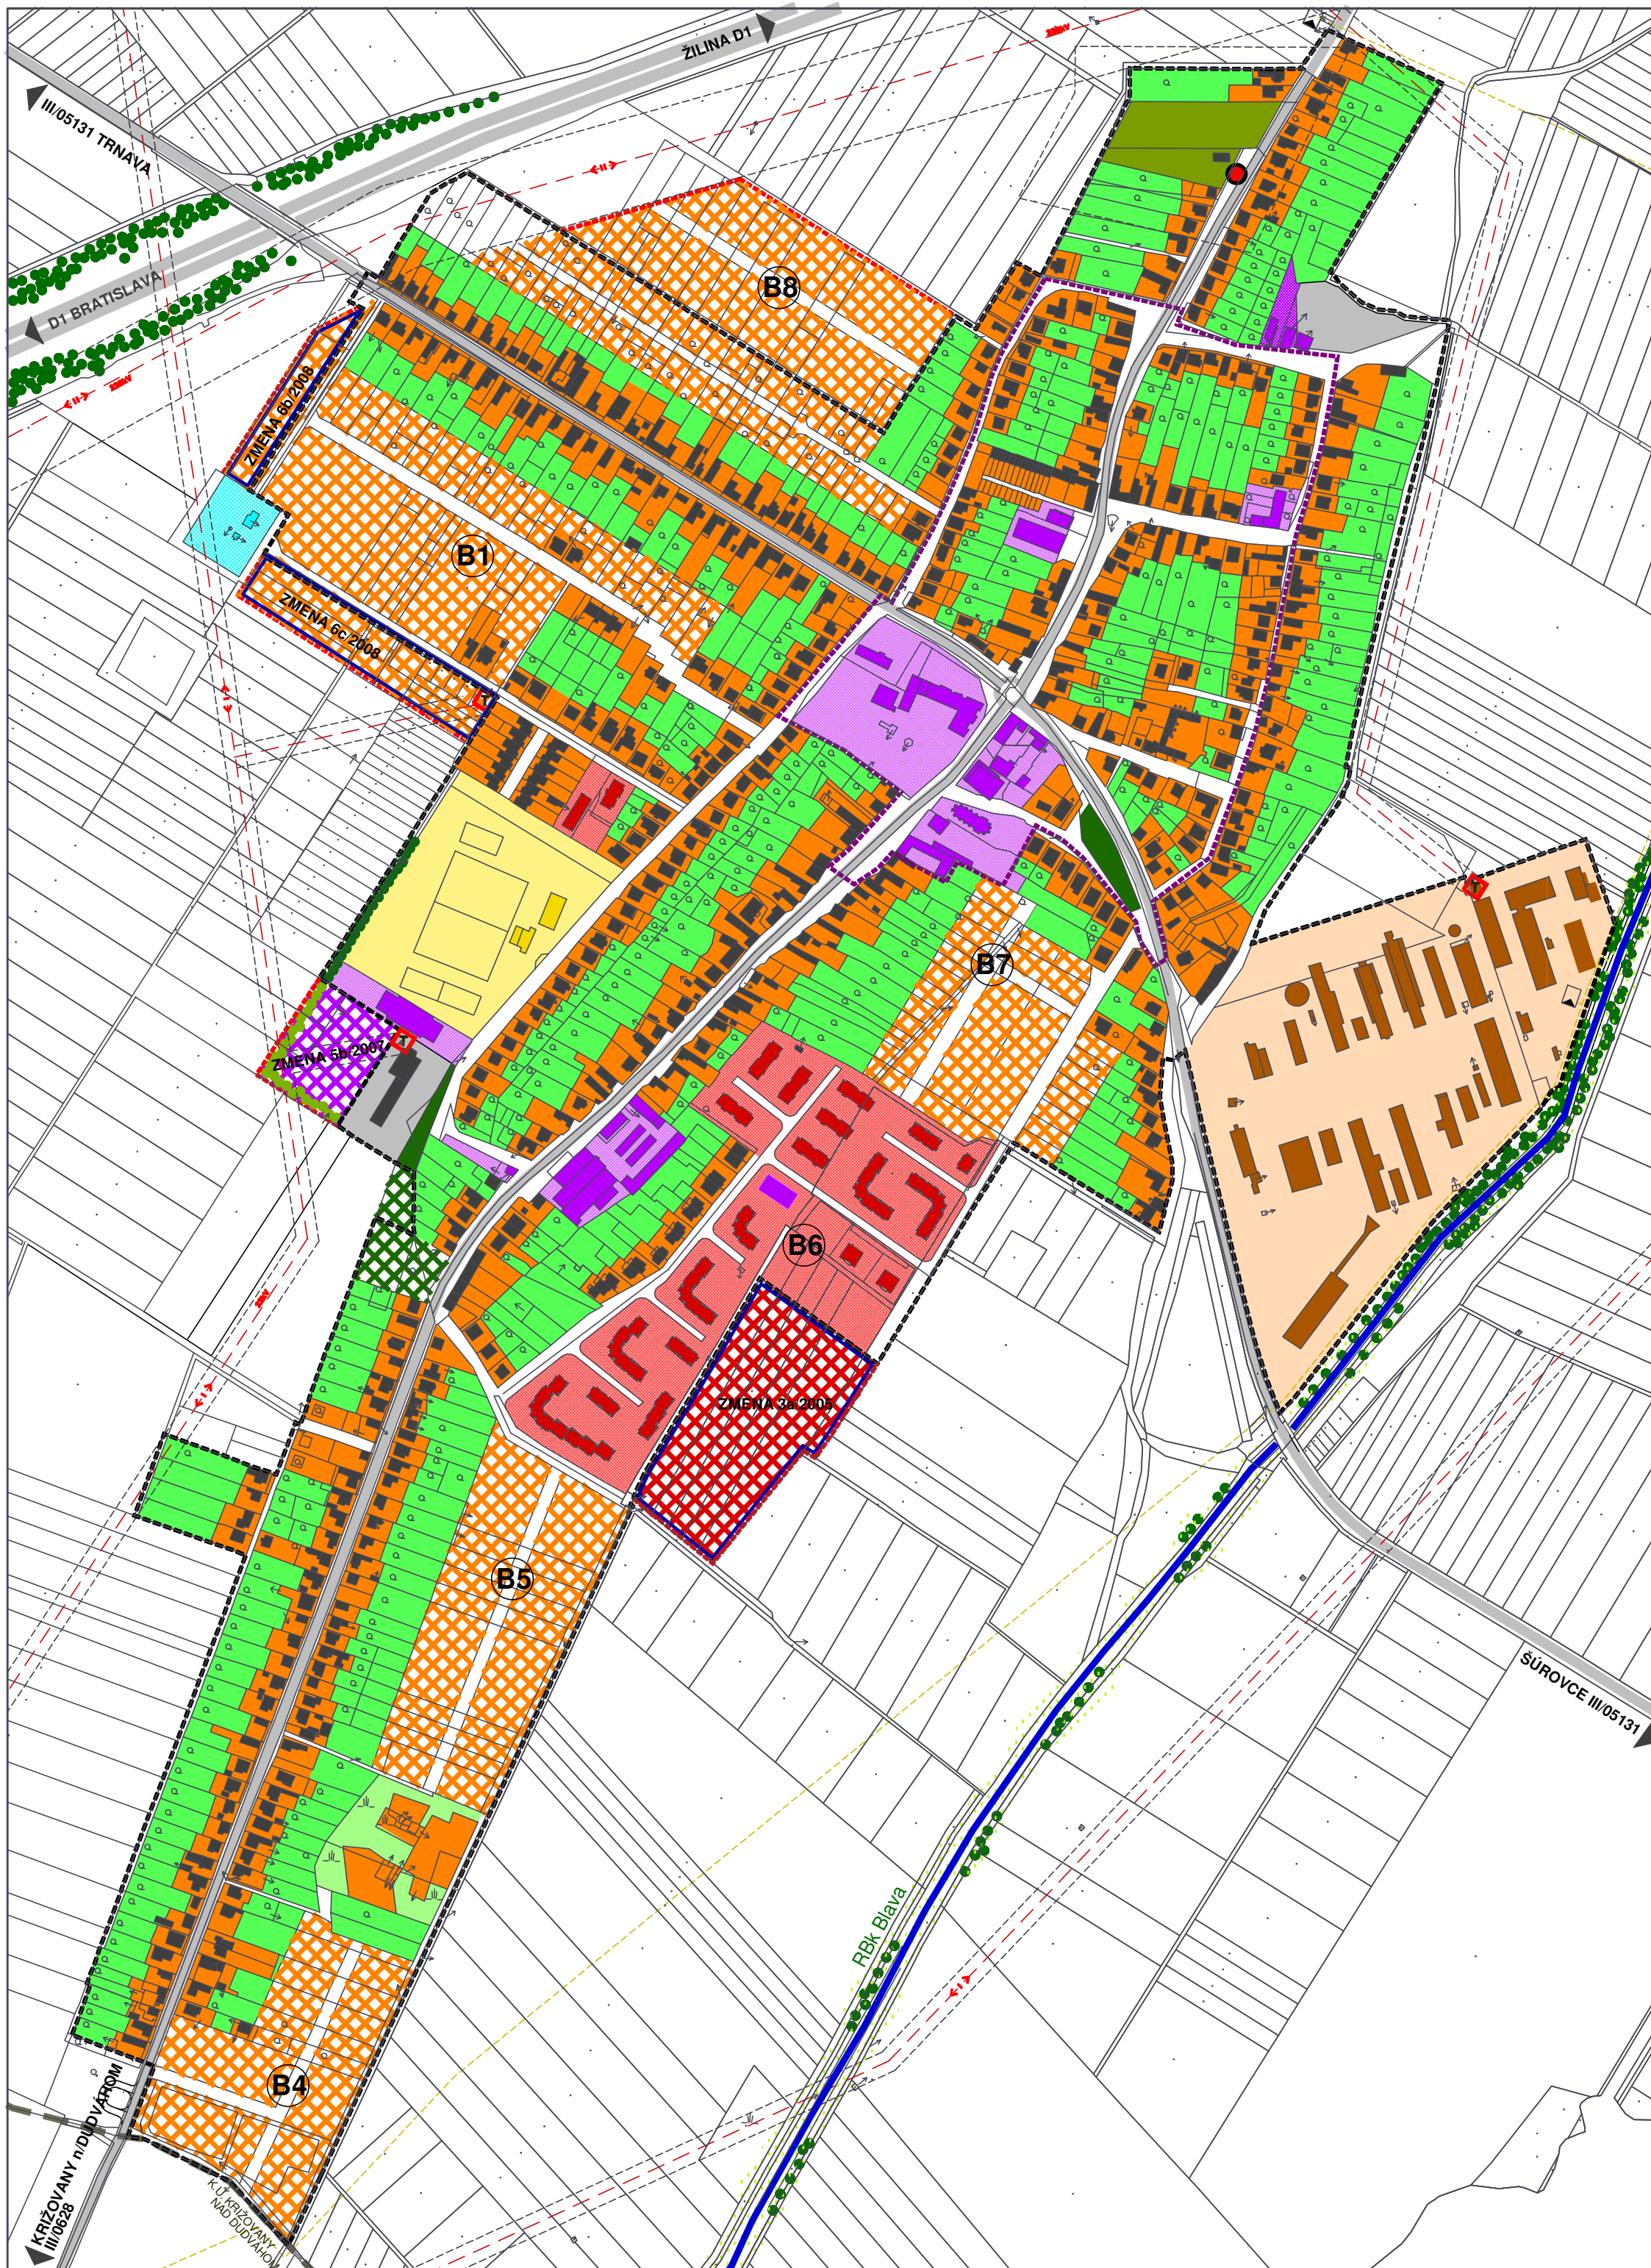 ŽILINA D1
III/05131 TRNAVA
D1 BRATISLAVA
B8
ZMENA 6b/2008
B1
ZMENA 6c/2008
T
T
B7
ZMENA 5b/2007
T
B6
ZMENA 3a/2005
B5
ŠÚROVCE III/05131
RBk Blava
B4
KRIŽOVANY n/DUDVÁHOM
III/0628
K.Ú. KRIŽOVANY
NAD DUDVÁHOM